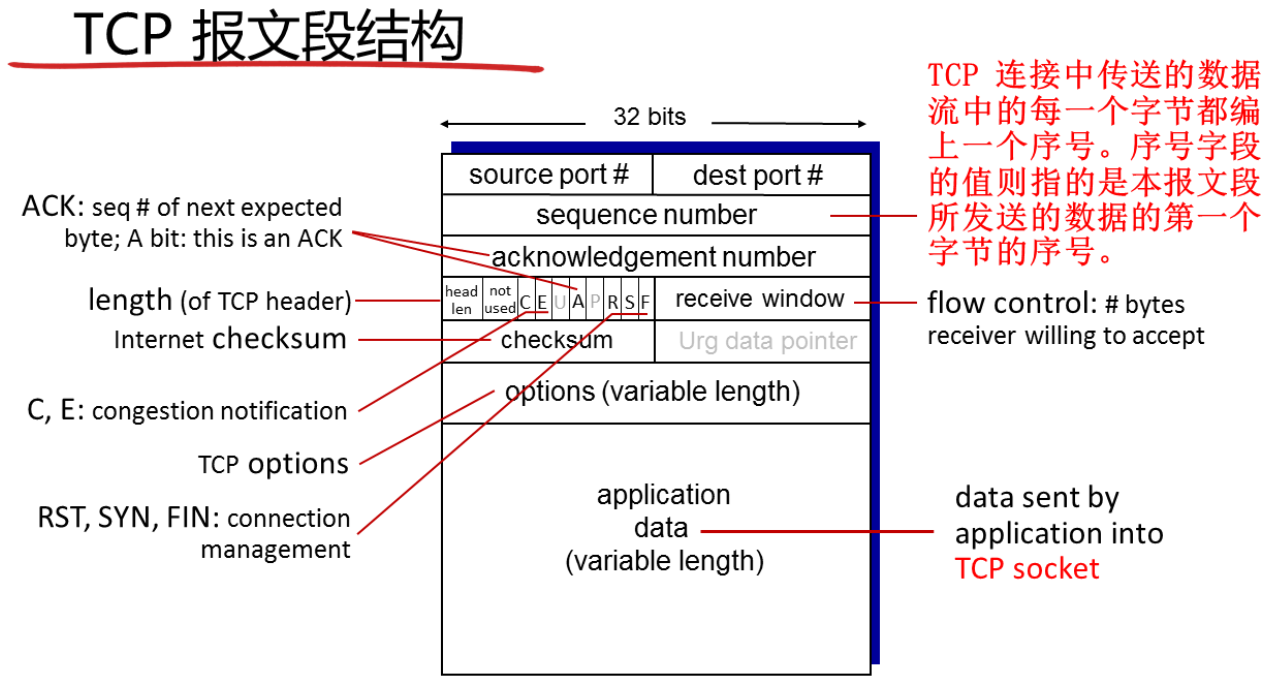 TCP 报文段结构
32 bits
source port #
dest port #
sequence number
acknowledgement number
head
len
not
used
C E U A P R S F
receive window
checksum
Urg data pointer
options (variable length)
application
data
(variable length)
ACK: seq # of next expected
byte; A bit: this is an ACK
length (of TCP header)
Internet checksum
C, E: congestion notification
TCP options
RST, SYN, FIN: connection
management
TCP 连接中传送的数据
流中的每一个字节都编
上一个序号。序号字段
的值则指的是本报文段
所发送的数据的第一个
字节的序号。
flow control: # bytes
receiver willing to accept
data sent by
application into
TCP socket